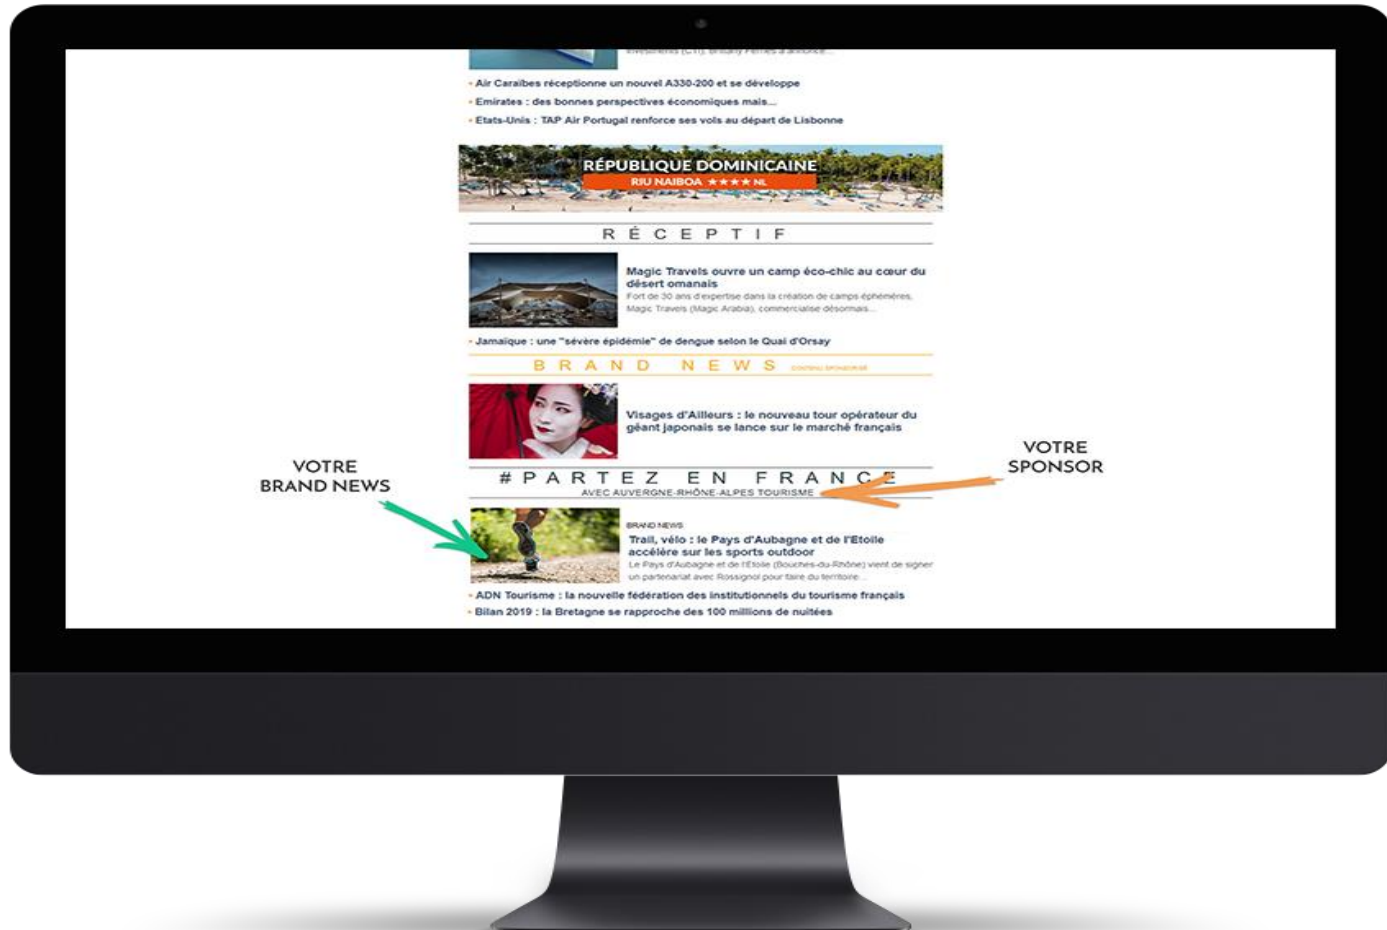 Investments (CTI), Brittany Ferries a annoncé...
• Air Caraïbes réceptionne un nouvel A330-200 et se développe
• Emirates : des bonnes perspectives économiques mais...
• Etats-Unis : TAP Air Portugal renforce ses vols au départ de Lisbonne
RÉPUBLIQUE DOMINICAINE
RIU NAIBOA ★★★★ NL
RÉCEPTIF
Magic Travels ouvre un camp éco-chic au cœur du
désert omanais
Fort de 30 ans d'expertise dans la création de camps éphémères,
Magic Travels (Magic Arabia), commercialise désormais...
• Jamaïque : une "sévère épidémie" de dengue selon le Quai d'Orsay
BRAND NEWS CONTENU SPONSORISÉ
Visages d'Ailleurs : le nouveau tour opérateur du
géant japonais se lance sur le marché français
VOTRE
BRAND NEWS
VOTRE
SPONSOR
#PARTEZ EN FRANCE
AVEC AUVERGNE-RHÔNE-ALPES TOURISME
BRAND NEWS
Trail, vélo : le Pays d'Aubagne et de l'Etoile
accélère sur les sports outdoor
Le Pays d'Aubagne et de l'Etoile (Bouches-du-Rhône) vient de signer
un partenariat avec Rossignol pour faire du territoire...
• ADN Tourisme : la nouvelle fédération des institutionnels du tourisme français
• Bilan 2019 : la Bretagne se rapproche des 100 millions de nuitées